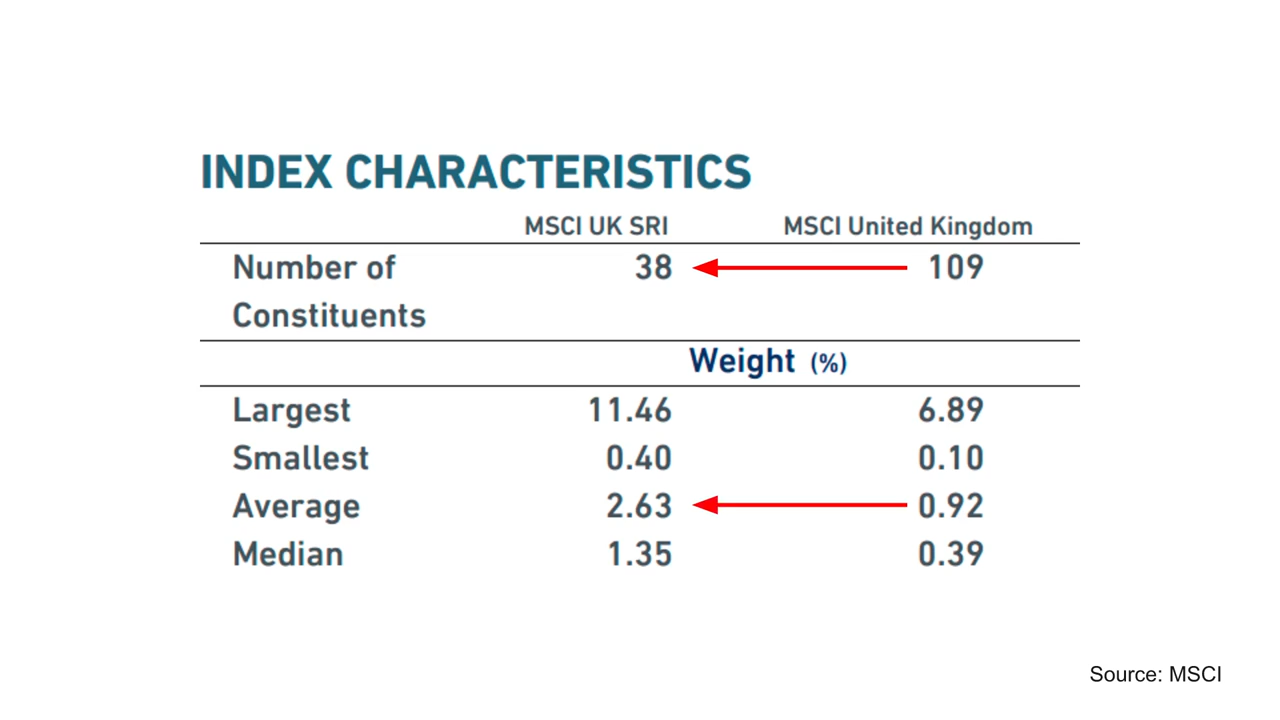 INDEX CHARACTERISTICS
MSCI UK SRI MSCI United Kingdom
Number of 38 109
Constituents
Weight (%)
Largest 11.46 6.89
Smallest 0.40 0.10
Average 2.63 0.92
Median 1.35 0.39
Source: MSCI